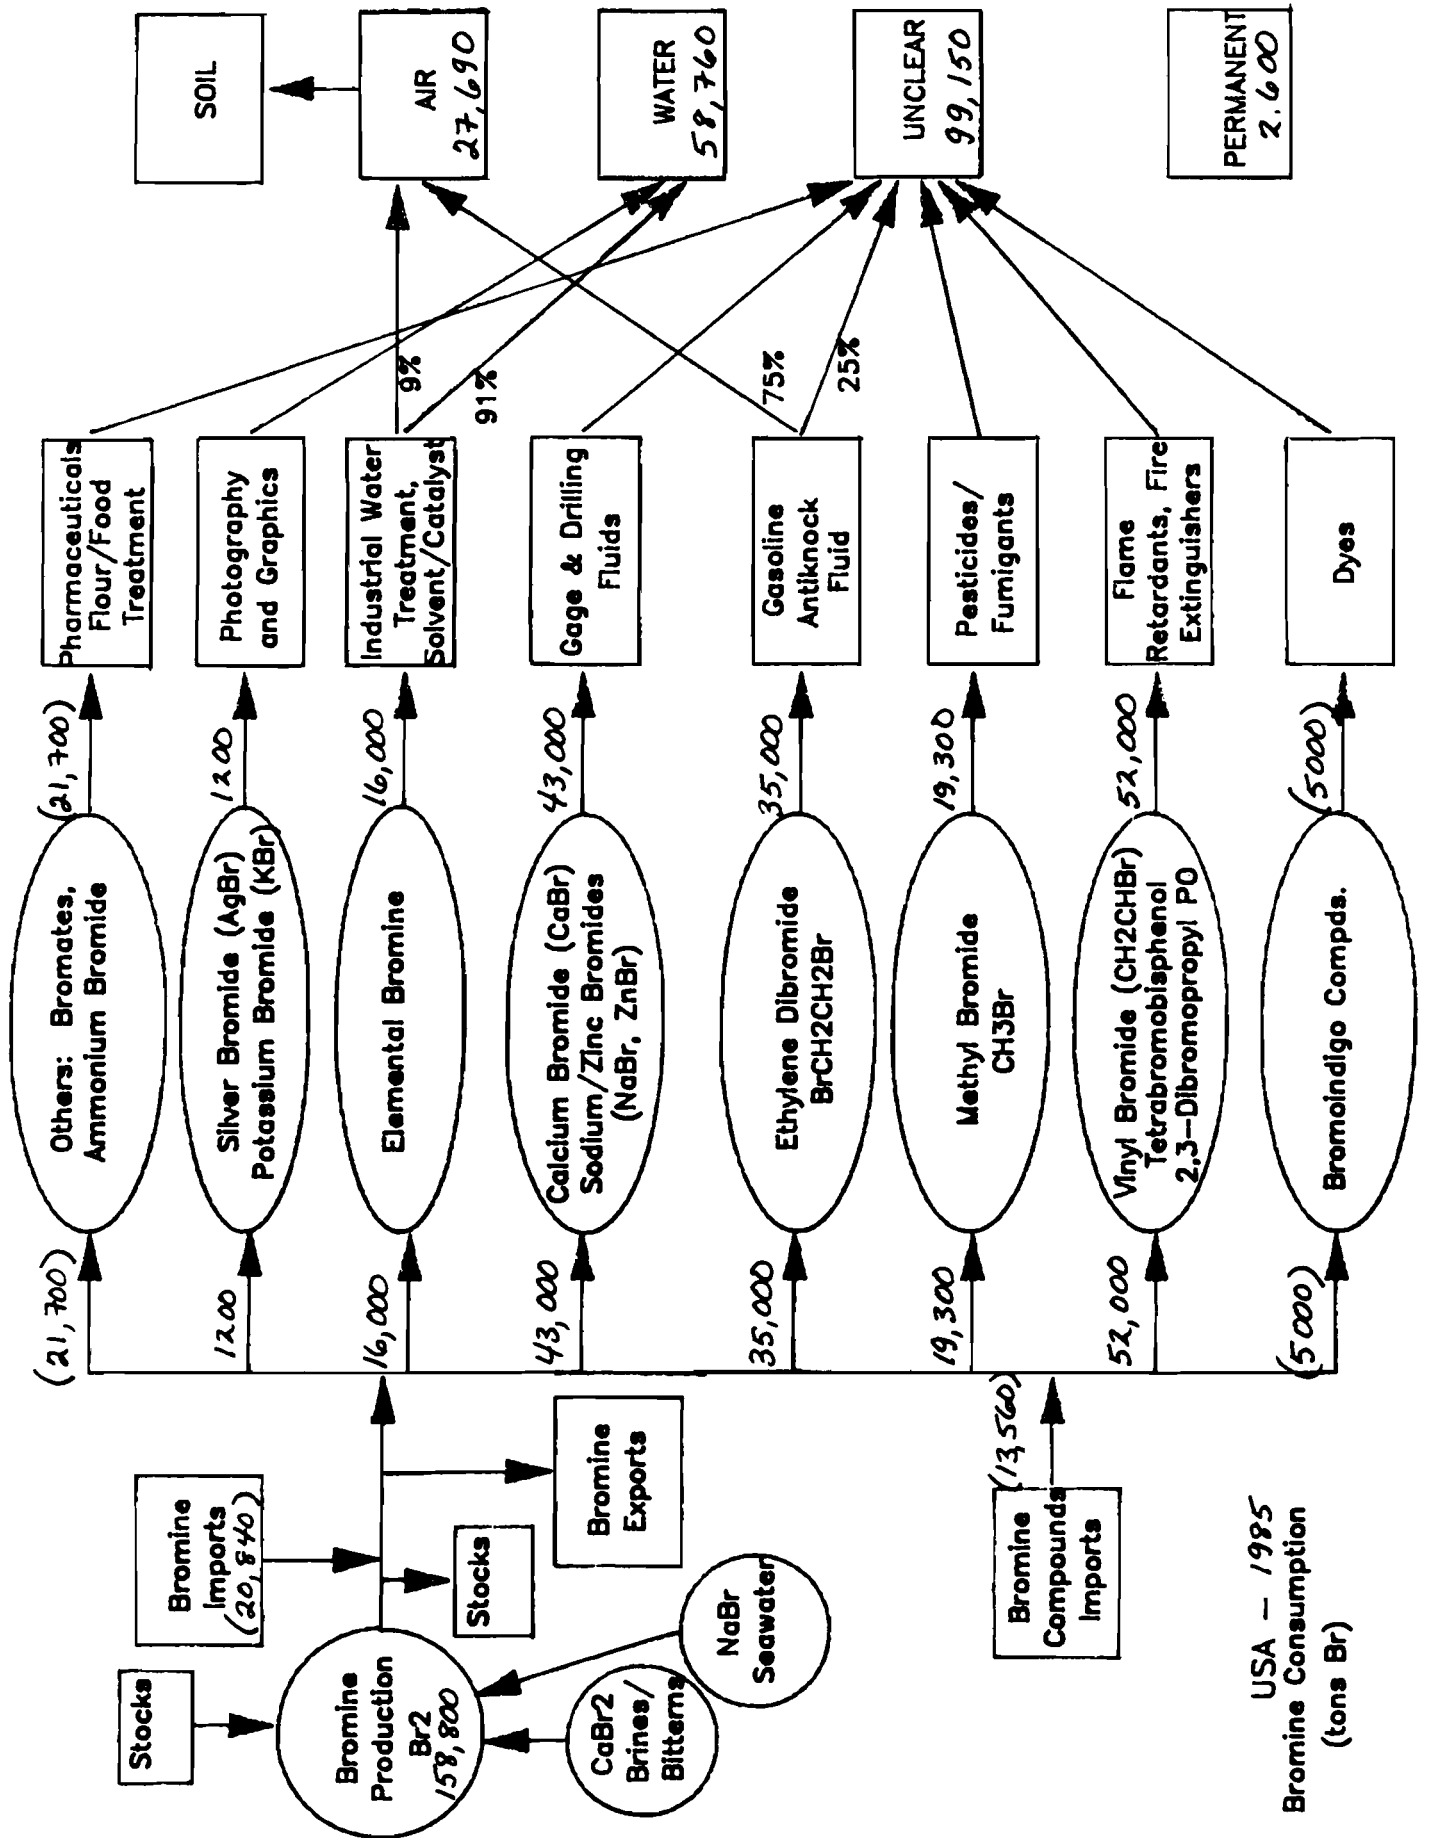 Stocks
Bromine
Production
Br2
158,800
CaBr2
Brines/
Bitterns
NaBr
Seawater
Bromine
Imports
(20,840)
Stocks
Bromine
Exports
Bromine
Compounds
Imports
(13,560)
USA - 1985
Bromine Consumption
(tons Br)
(21,700)
Others: Bromates,
Ammonium Bromide
(21,700)
Pharmaceuticals
Flour/Food
Treatment
1200
Silver Bromide (AgBr)
Potassium Bromide (KBr)
1200
Photography
and Graphics
16,000
Elemental Bromine
16,000
Industrial Water
Treatment,
Solvent/Catalyst
9%
91%
43,000
Calcium Bromide (CaBr)
Sodium/Zinc Bromides
(NaBr, ZnBr)
43,000
Gage & Drilling
Fluids
35,000
Ethylene Dibromide
BrCH2CH2Br
35,000
Gasoline
Antiknock
Fluid
75%
25%
19,300
Methyl Bromide
CH3Br
19,300
Pesticides/
Fumigants
52,000
Vinyl Bromide (CH2CHBr)
Tetrabromobisphenol
2,3-Dibromopropyl PO
52,000
Flame
Retardants, Fire
Extinguishers
(5000)
Bromoindigo Compds.
(5000)
Dyes
SOIL
AIR
27,690
WATER
58,760
UNCLEAR
99,150
PERMANENT
2.600